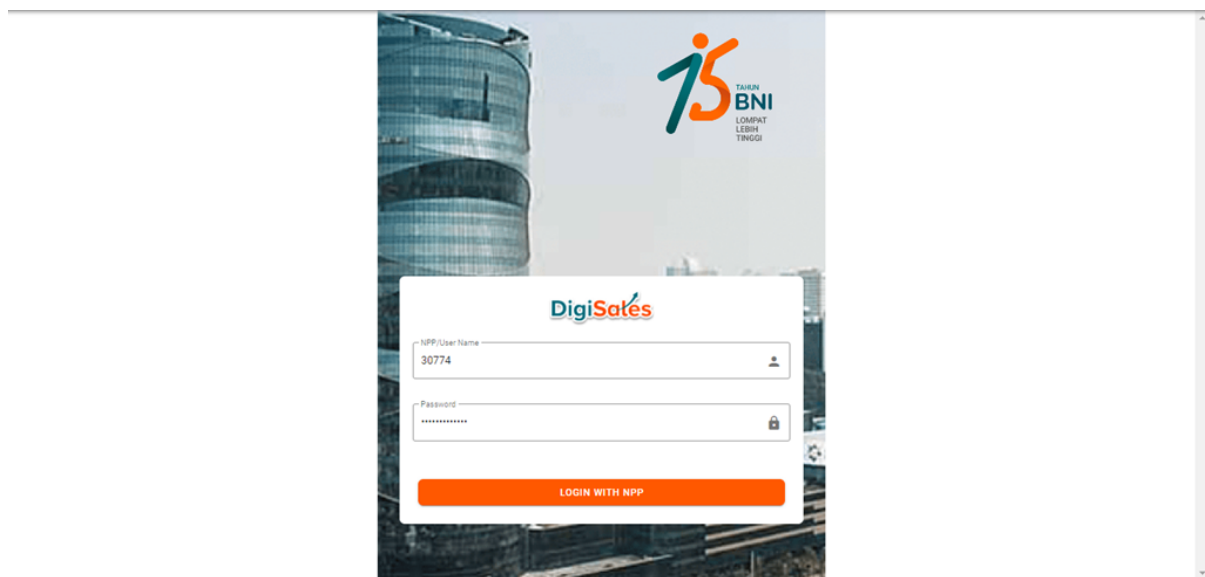 75
TAHUN
BNI
LOMPAT
LEBIH
TINGGI
DigiSales
NPP/User Name
30774
Password
•••••••••••••
LOGIN WITH NPP